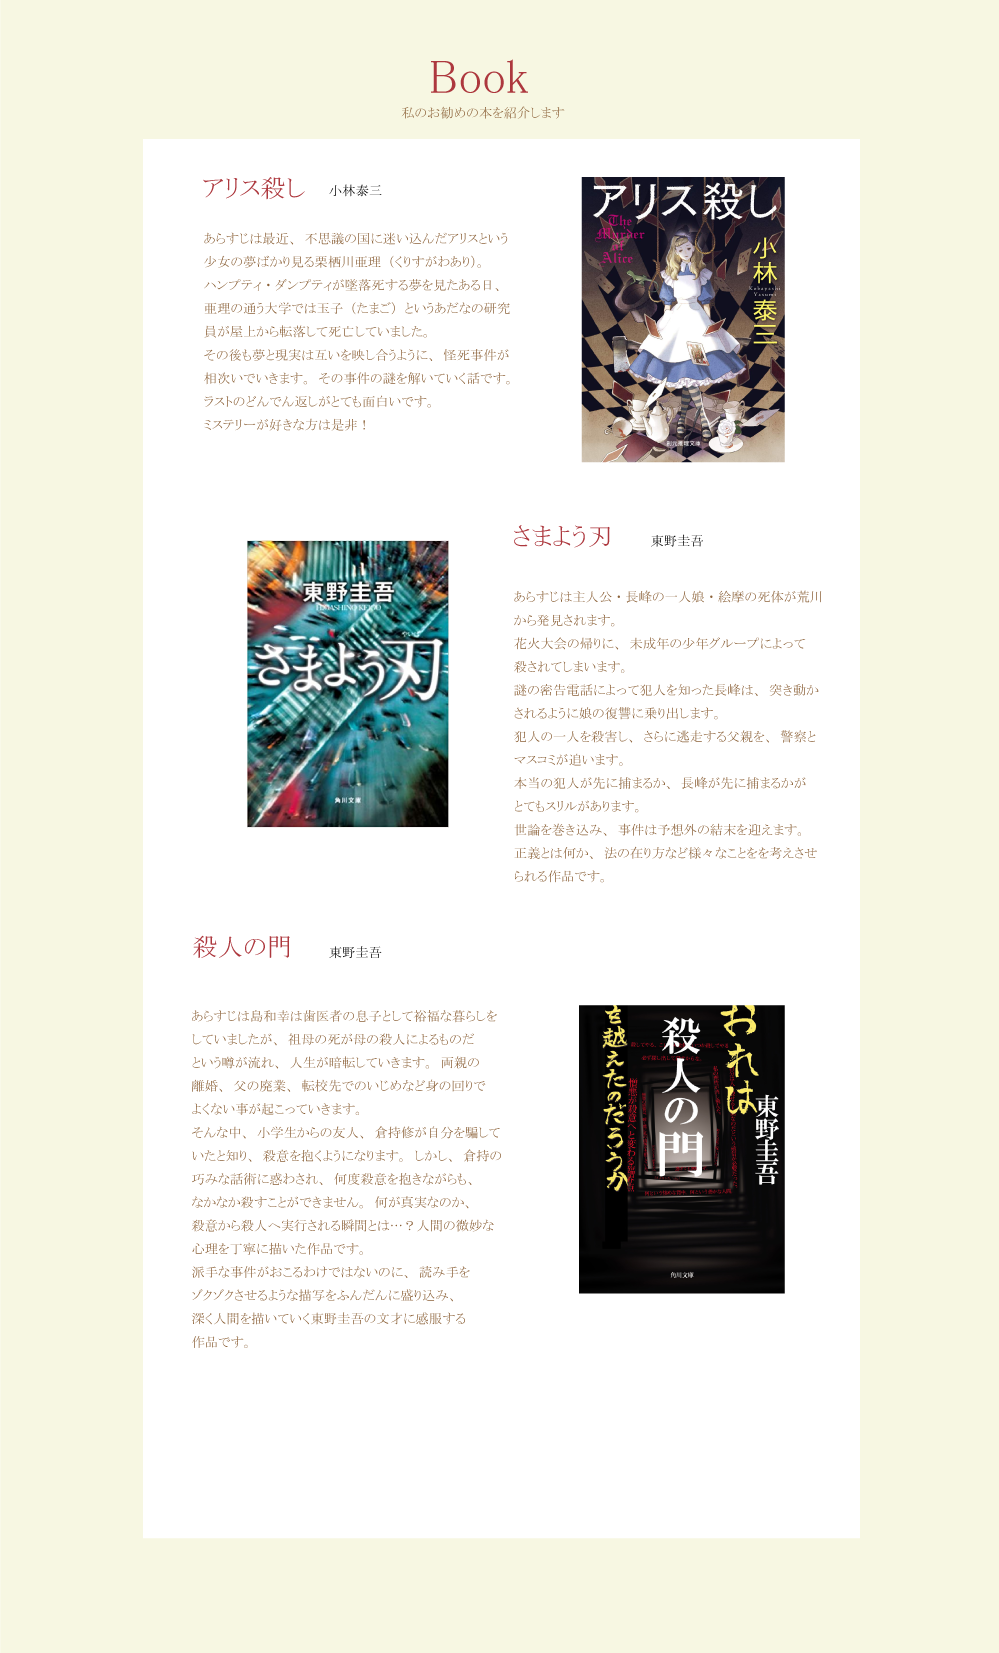 Book
私のお勧めの本を紹介します
アリス殺し 小林泰三
あらすじは最近、不思議の国に迷い込んだアリスという
少女の夢ばかり見る栗栖川亜理（くりすがわあり）。
ハンプティ・ダンプティが墜落死する夢を見たある日、
亜理の通う大学では玉子（たまご）というあだなの研究
員が屋上から転落して死亡していました。
その後も夢と現実は互いを映し合うように、怪死事件が
相次いでいきます。その事件の謎を解いていく話です。
ラストのどんでん返しがとても面白いです。
ミステリーが好きな方は是非！
アリス殺し
The
Murder
of
Alice
小林泰三
Kobayashi
Yasumi
創元推理文庫
東野圭吾
HIGASHINO KEIGO
さまよう刃
やいば
角川文庫
さまよう刃 東野圭吾
あらすじは主人公・長峰の一人娘・絵摩の死体が荒川
から発見されます。
花火大会の帰りに、未成年の少年グループによって
殺されてしまいます。
謎の密告電話によって犯人を知った長峰は、突き動か
されるように娘の復讐に乗り出します。
犯人の一人を殺害し、さらに逃走する父親を、警察と
マスコミが追います。
本当の犯人が先に捕まるか、長峰が先に捕まるかが
とてもスリルがあります。
世論を巻き込み、事件は予想外の結末を迎えます。
正義とは何か、法の在り方など様々なことをを考えさせ
られる作品です。
殺人の門 東野圭吾
あらすじは島和幸は歯医者の息子として裕福な暮らしを
していましたが、祖母の死が母の殺人によるものだ
という噂が流れ、人生が暗転していきます。両親の
離婚、父の廃業、転校先でのいじめなど身の回りで
よくない事が起こっていきます。
そんな中、小学生からの友人、倉持修が自分を騙して
いたと知り、殺意を抱くようになります。しかし、倉持の
巧みな話術に惑わされ、何度殺意を抱きながらも、
なかなか殺すことができません。何が真実なのか、
殺意から殺人へ実行される瞬間とは…？人間の微妙な
心理を丁寧に描いた作品です。
派手な事件がおこるわけではないのに、読み手を
ゾクゾクさせるような描写をふんだんに盛り込み、
深く人間を描いていく東野圭吾の文才に感服する
作品です。
おれは
東野圭吾
殺人の門
を越えたのだろうか
角川文庫